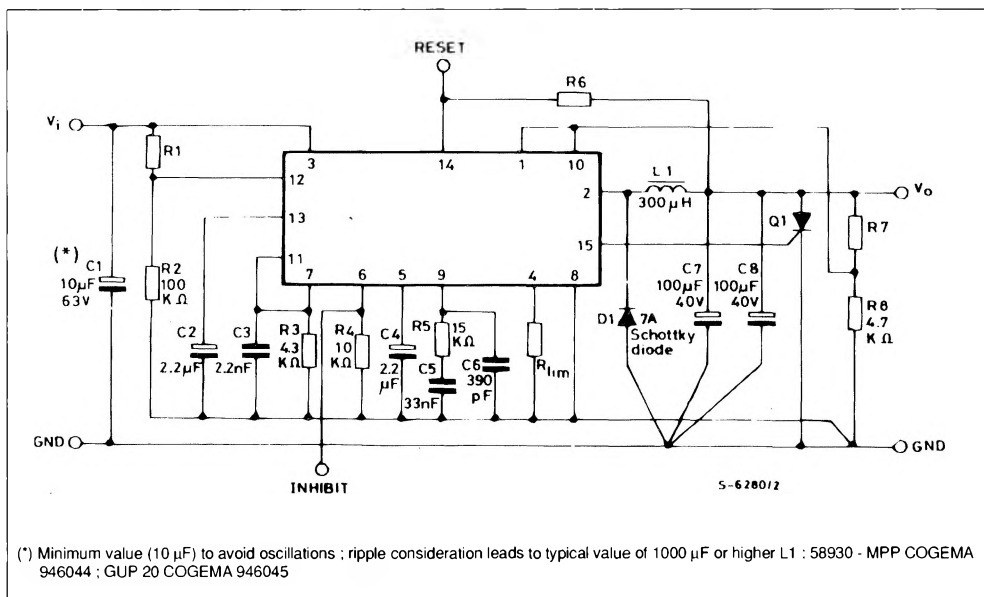 RESET
R6
Vi
R1
3
14
1
10
12
2
L1
300µH
Vo
13
Q1
R7
15
11
(*)
C1
10µF
63V
R2
100
KΩ
7
6
5
9
4
8
C7
100µF
40V
C8
100µF
40V
C2
2.2µF
C3
2.2nF
R3
4.3
KΩ
R4
10
KΩ
C4
2.2
µF
R5
15
KΩ
C5
33nF
C6
390
pF
Rlim
D1
7A
Schottky
diode
R8
4.7
KΩ
GND
GND
INHIBIT
S-6280/2
(*) Minimum value (10 µF) to avoid oscillations ; ripple consideration leads to typical value of 1000 µF or higher L1 : 58930 - MPP COGEMA
946044 ; GUP 20 COGEMA 946045